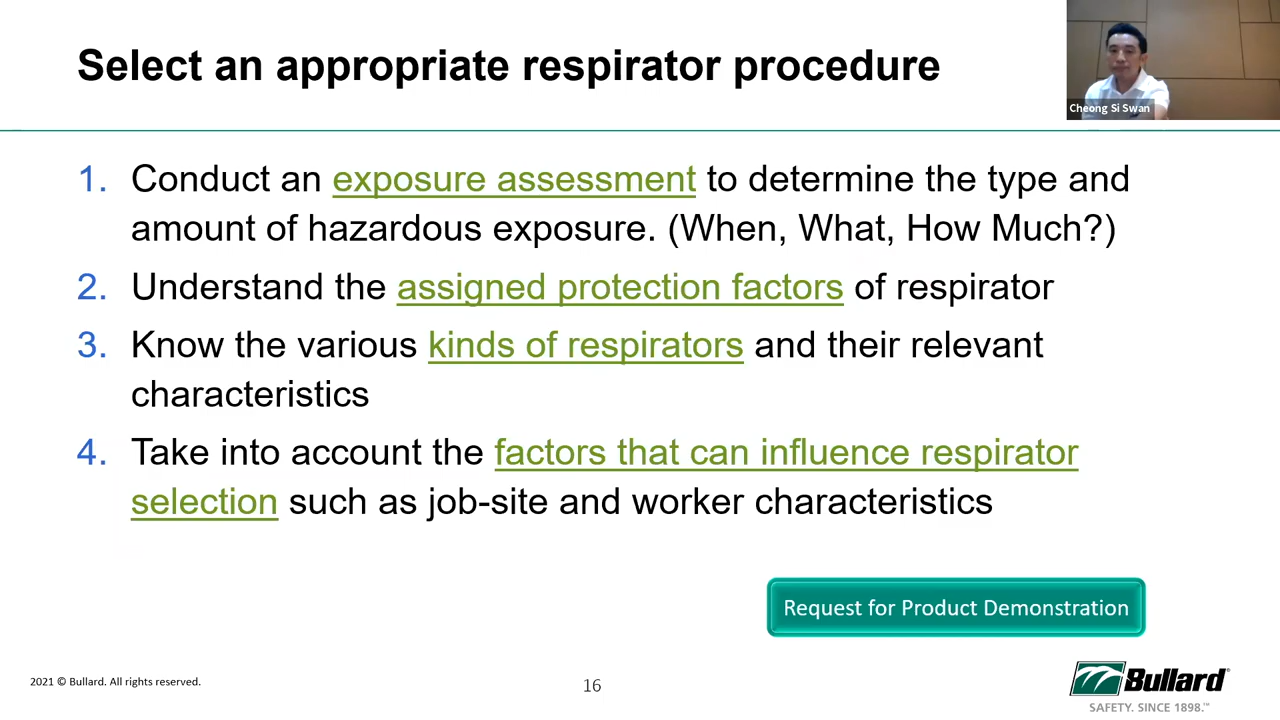 Select an appropriate respirator procedure
Cheong Si Swan
1. Conduct an exposure assessment to determine the type and
amount of hazardous exposure. (When, What, How Much?)
2. Understand the assigned protection factors of respirator
3. Know the various kinds of respirators and their relevant
characteristics
4. Take into account the factors that can influence respirator
selection such as job-site and worker characteristics
Request for Product Demonstration
2021 © Bullard. All rights reserved.
16
Bullard®
SAFETY. SINCE 1898.™